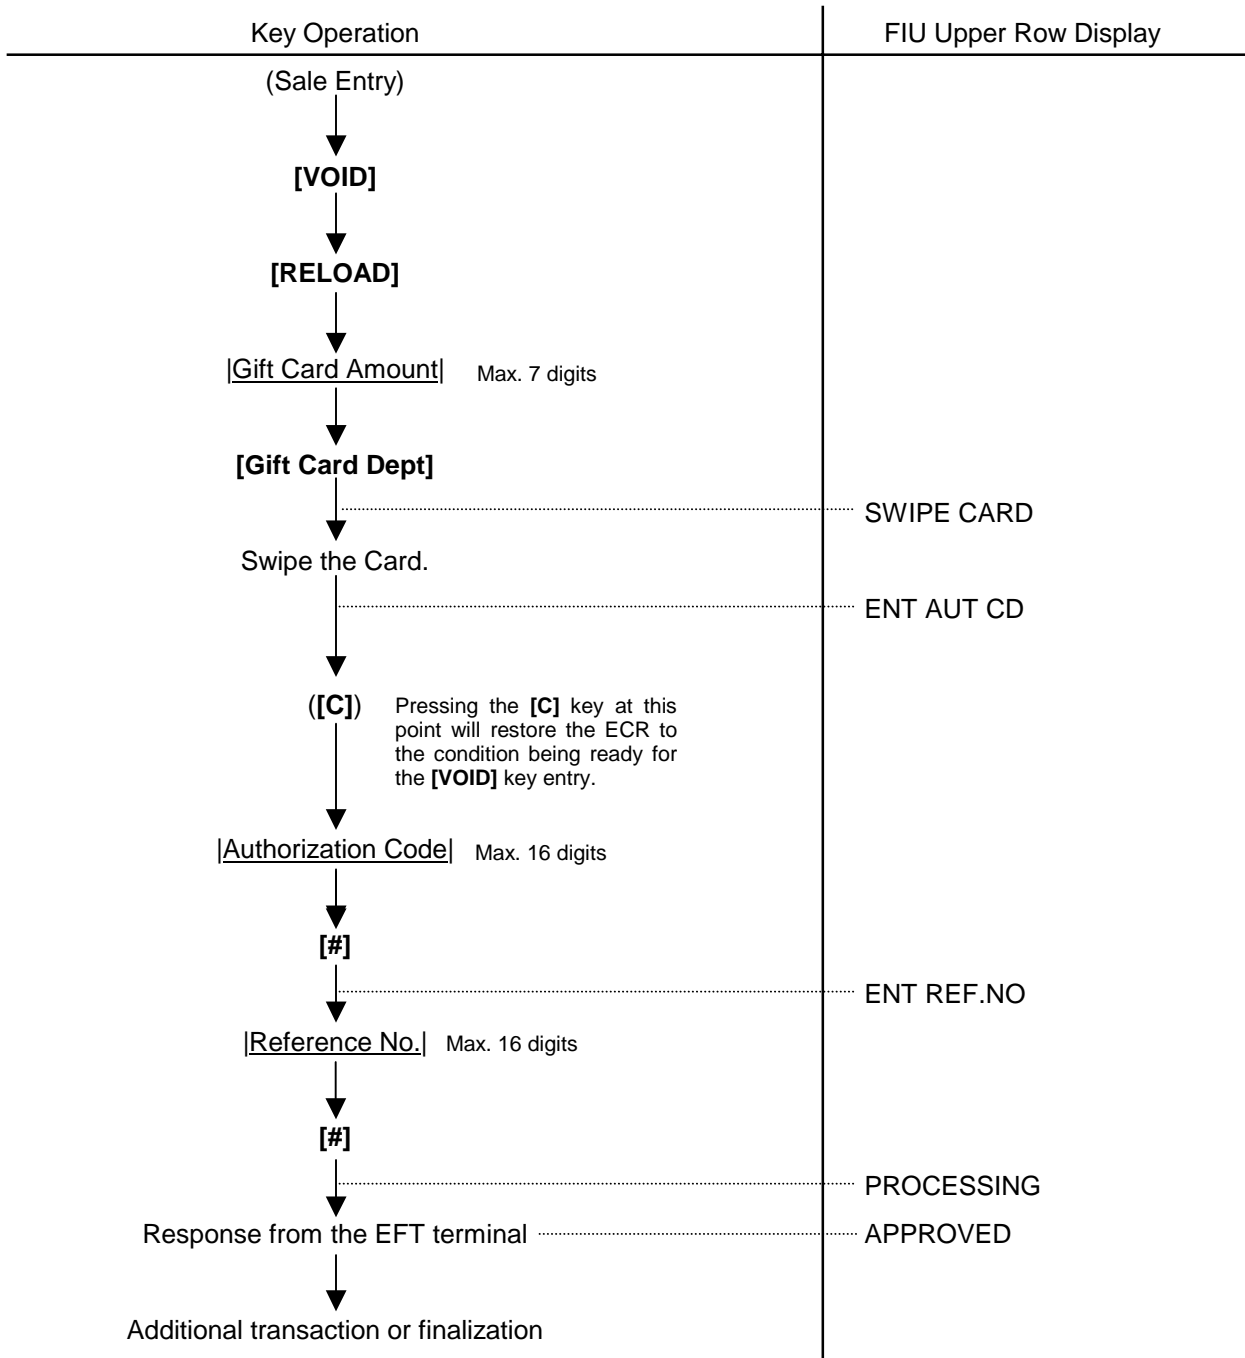 Key Operation
FIU Upper Row Display
(Sale Entry)
[VOID]
[RELOAD]
|Gift Card Amount| Max. 7 digits
[Gift Card Dept]
SWIPE CARD
Swipe the Card.
ENT AUT CD
([C])
Pressing the [C] key at this
point will restore the ECR to
the condition being ready for
the [VOID] key entry.
|Authorization Code| Max. 16 digits
[#]
ENT REF.NO
|Reference No.| Max. 16 digits
[#]
PROCESSING
Response from the EFT terminal
APPROVED
Additional transaction or finalization